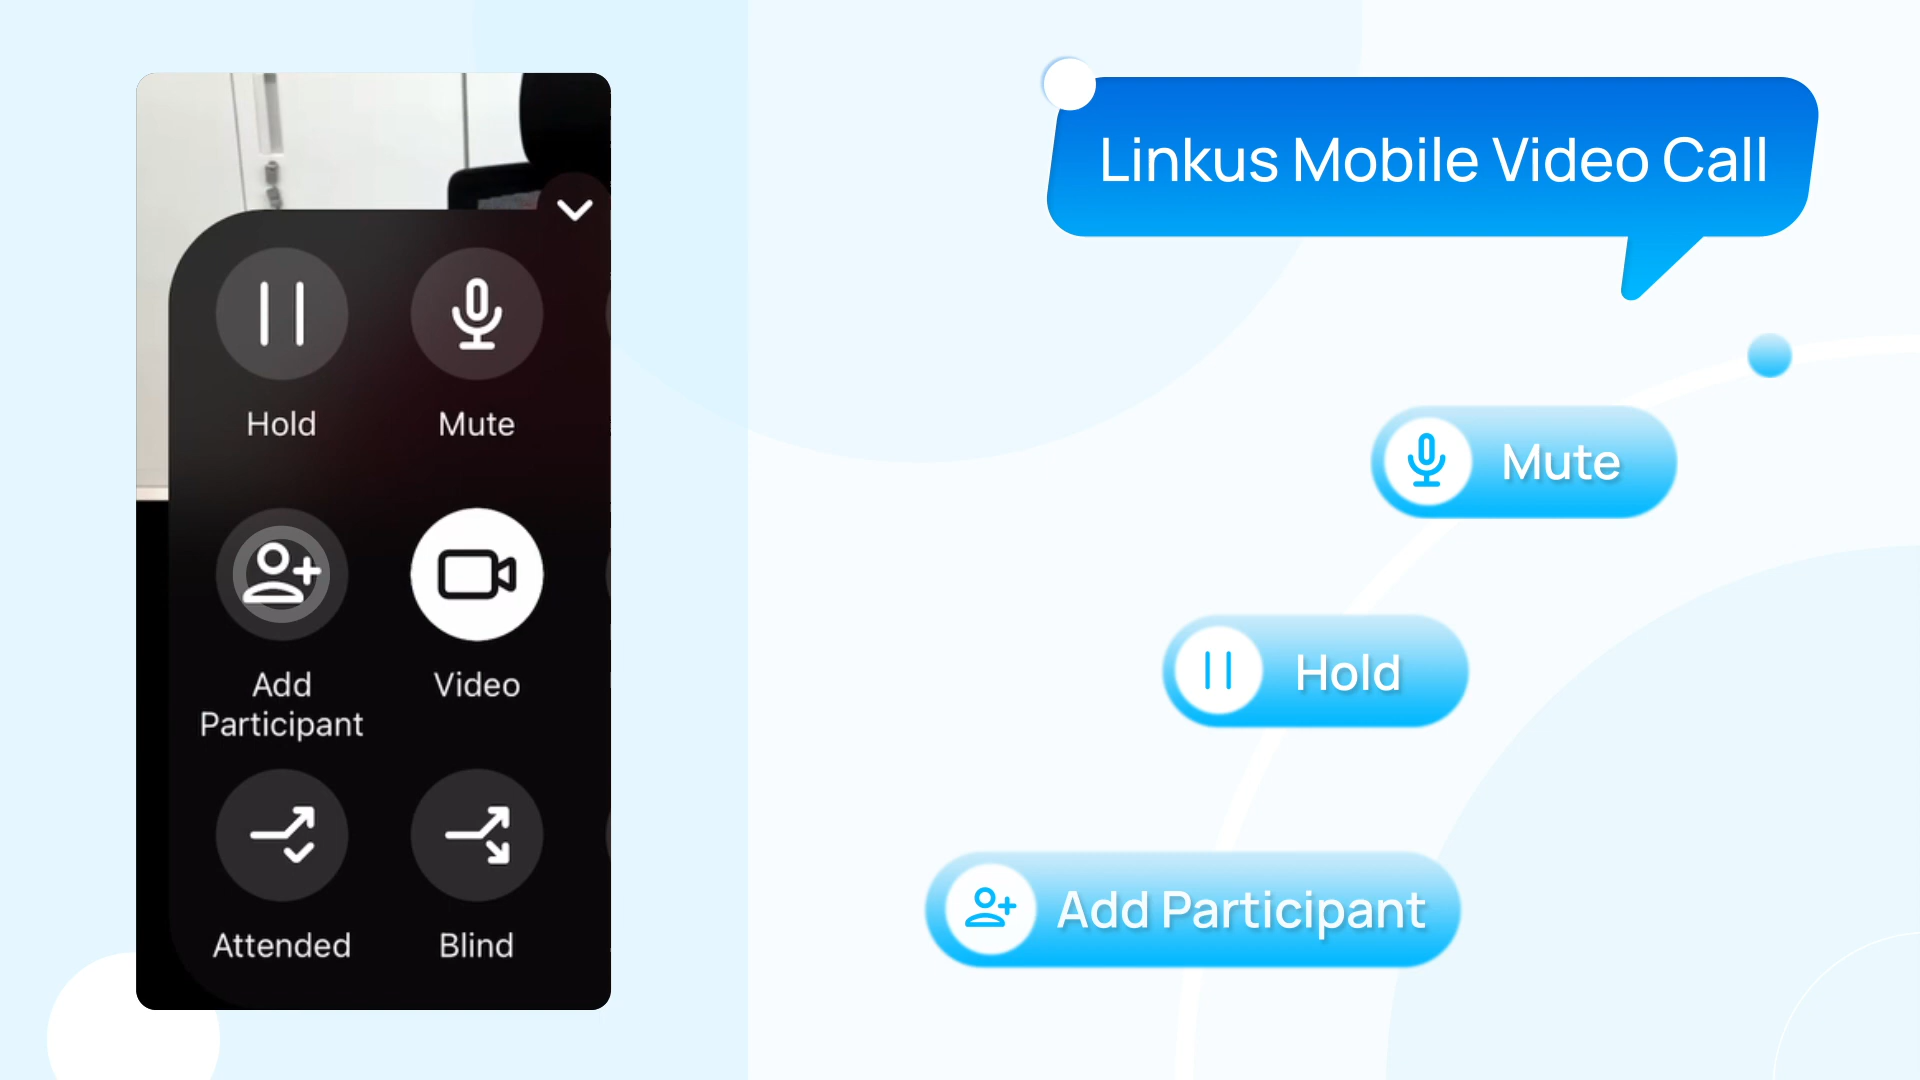 Linkus Mobile Video Call
Hold
Mute
Add
Participant
Video
Attended
Blind
Mute
Hold
Add Participant